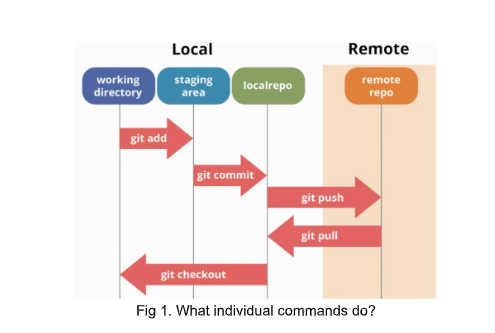 Local
Remote
working
directory
staging
area
localrepo
remote
repo
git add
git commit
git push
git pull
git checkout
Fig 1. What individual commands do?